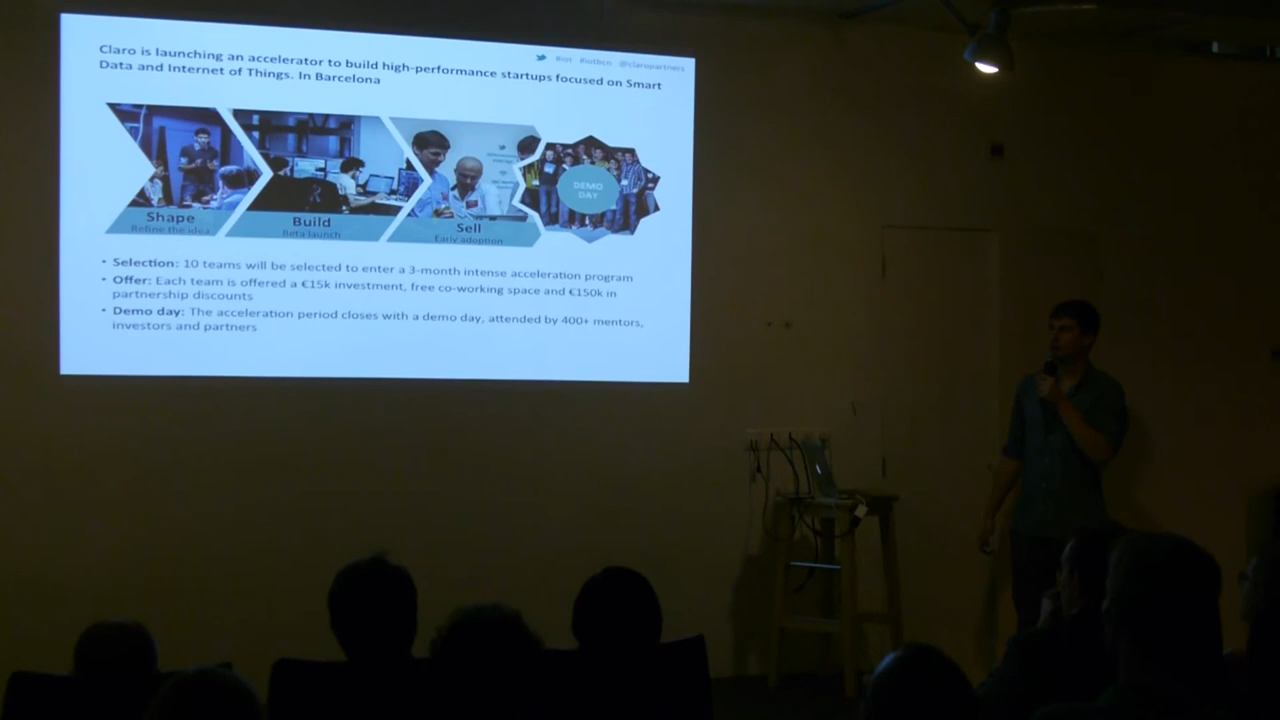 Claro is launching an accelerator to build high-performance startups focused on Smart
Data and Internet of Things. In Barcelona
#iot #iotbcn @claropartners
DEMO
DAY
Shape
Refine the idea
Build
Beta launch
Sell
Early adoption
• Selection: 10 teams will be selected to enter a 3-month intense acceleration program
• Offer: Each team is offered a €15k investment, free co-working space and €150k in
partnership discounts
• Demo day: The acceleration period closes with a demo day, attended by 400+ mentors,
investors and partners